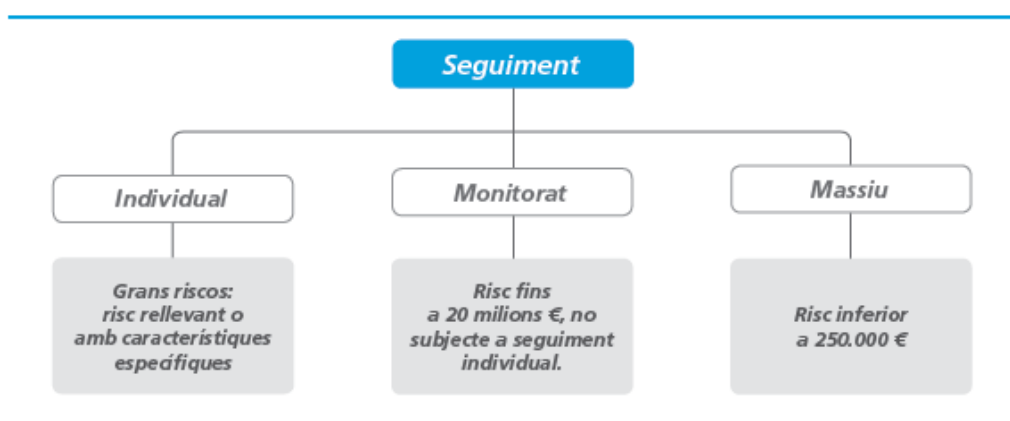 Seguiment
Individual
Monitorat
Massiu
Grans riscos:
risc rellevant o
amb característiques
específiques
Risc fins
a 20 milions €, no
subjecte a seguiment
individual.
Risc inferior
a 250.000 €